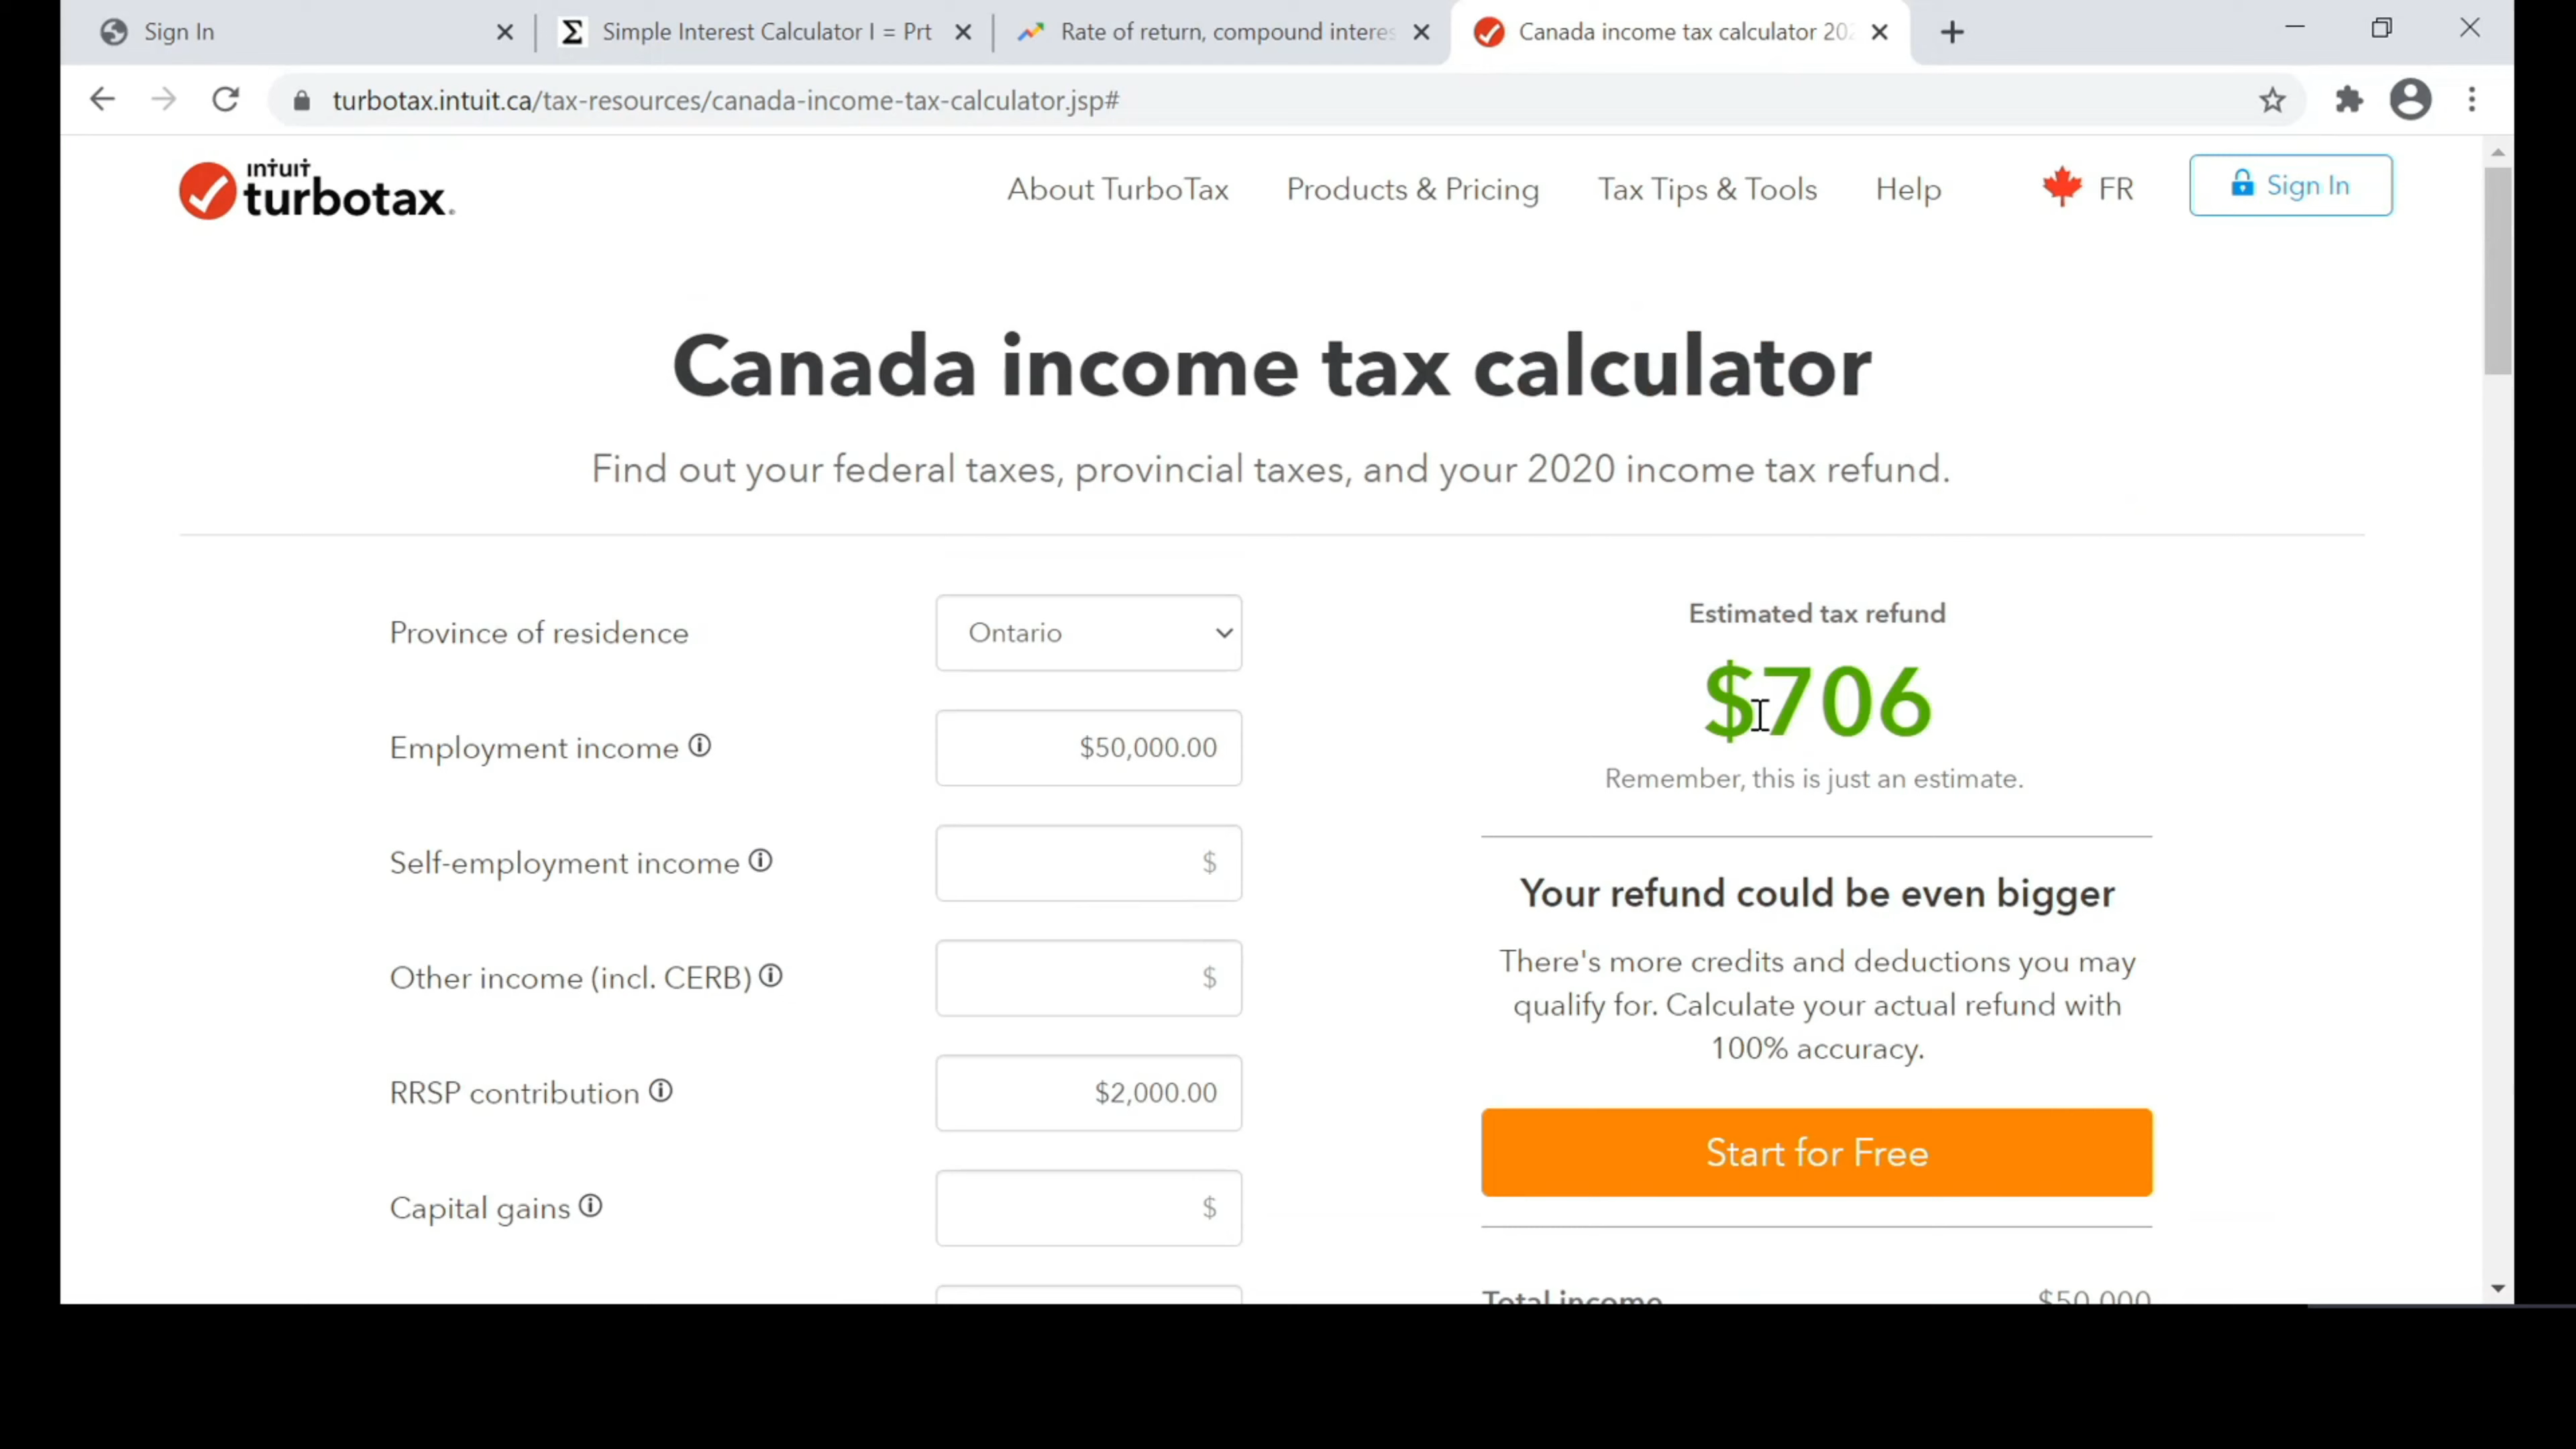 Sign In
Simple Interest Calculator I = Prt
Rate of return, compound interes
Canada income tax calculator 202
turbotax.intuit.ca/tax-resources/canada-income-tax-calculator.jsp#
intuit
turbotax.
About TurboTax
Products & Pricing
Tax Tips & Tools
Help
FR
Sign In
Canada income tax calculator
Find out your federal taxes, provincial taxes, and your 2020 income tax refund.
Province of residence
Ontario
Employment income
$50,000.00
Self-employment income
$
Other income (incl. CERB)
$
RRSP contribution
$2,000.00
Capital gains
$
Estimated tax refund
$706
Remember, this is just an estimate.
Your refund could be even bigger
There's more credits and deductions you may
qualify for. Calculate your actual refund with
100% accuracy.
Start for Free
Total income
$50,000